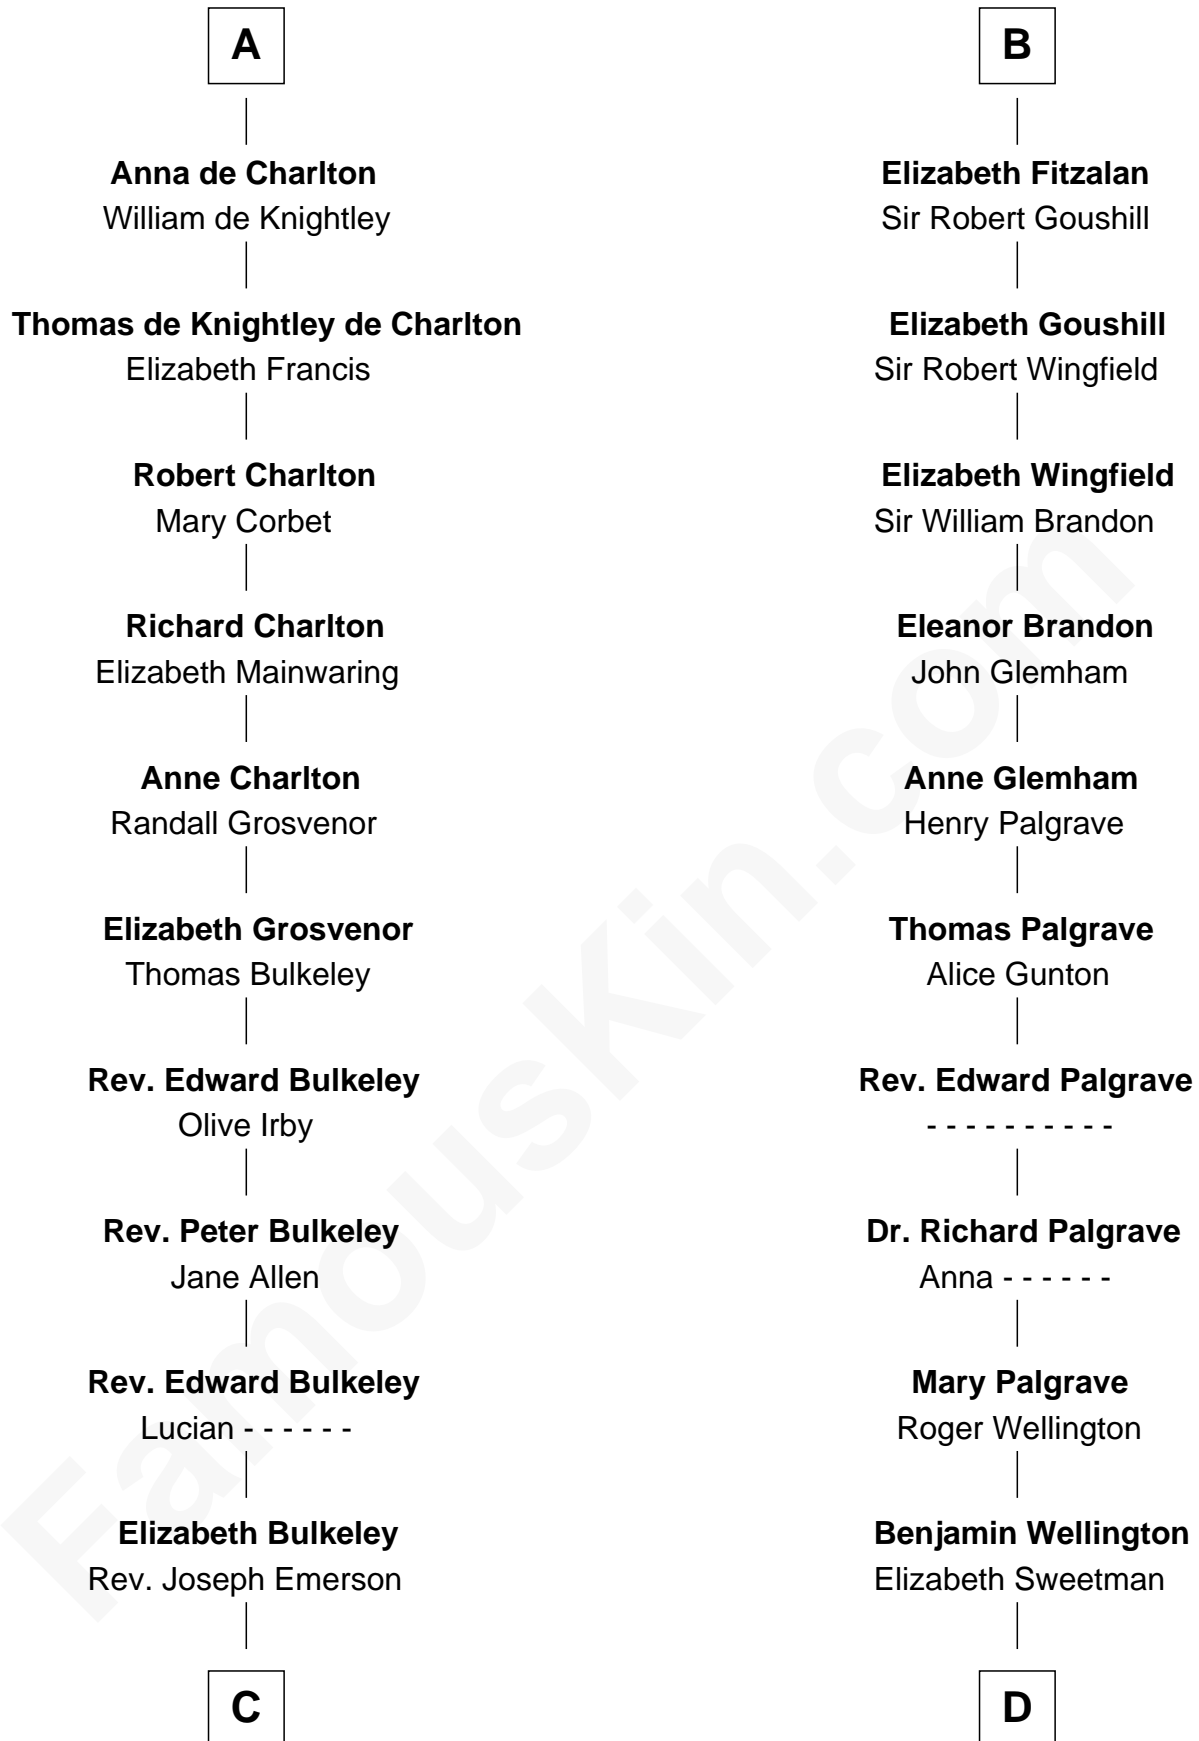 A
Anna de Charlton
William de Knightley
Thomas de Knightley de Charlton
Elizabeth Francis
Robert Charlton
Mary Corbet
Richard Charlton
Elizabeth Mainwaring
Anne Charlton
Randall Grosvenor
Elizabeth Grosvenor
Thomas Bulkeley
Rev. Edward Bulkeley
Olive Irby
Rev. Peter Bulkeley
Jane Allen
Rev. Edward Bulkeley
Lucian - - - - - -
Elizabeth Bulkeley
Rev. Joseph Emerson
C
B
Elizabeth Fitzalan
Sir Robert Goushill
Elizabeth Goushill
Sir Robert Wingfield
Elizabeth Wingfield
Sir William Brandon
Eleanor Brandon
John Glemham
Anne Glemham
Henry Palgrave
Thomas Palgrave
Alice Gunton
Rev. Edward Palgrave
- - - - - - - - - -
Dr. Richard Palgrave
Anna - - - - - -
Mary Palgrave
Roger Wellington
Benjamin Wellington
Elizabeth Sweetman
D
FamousKin.com